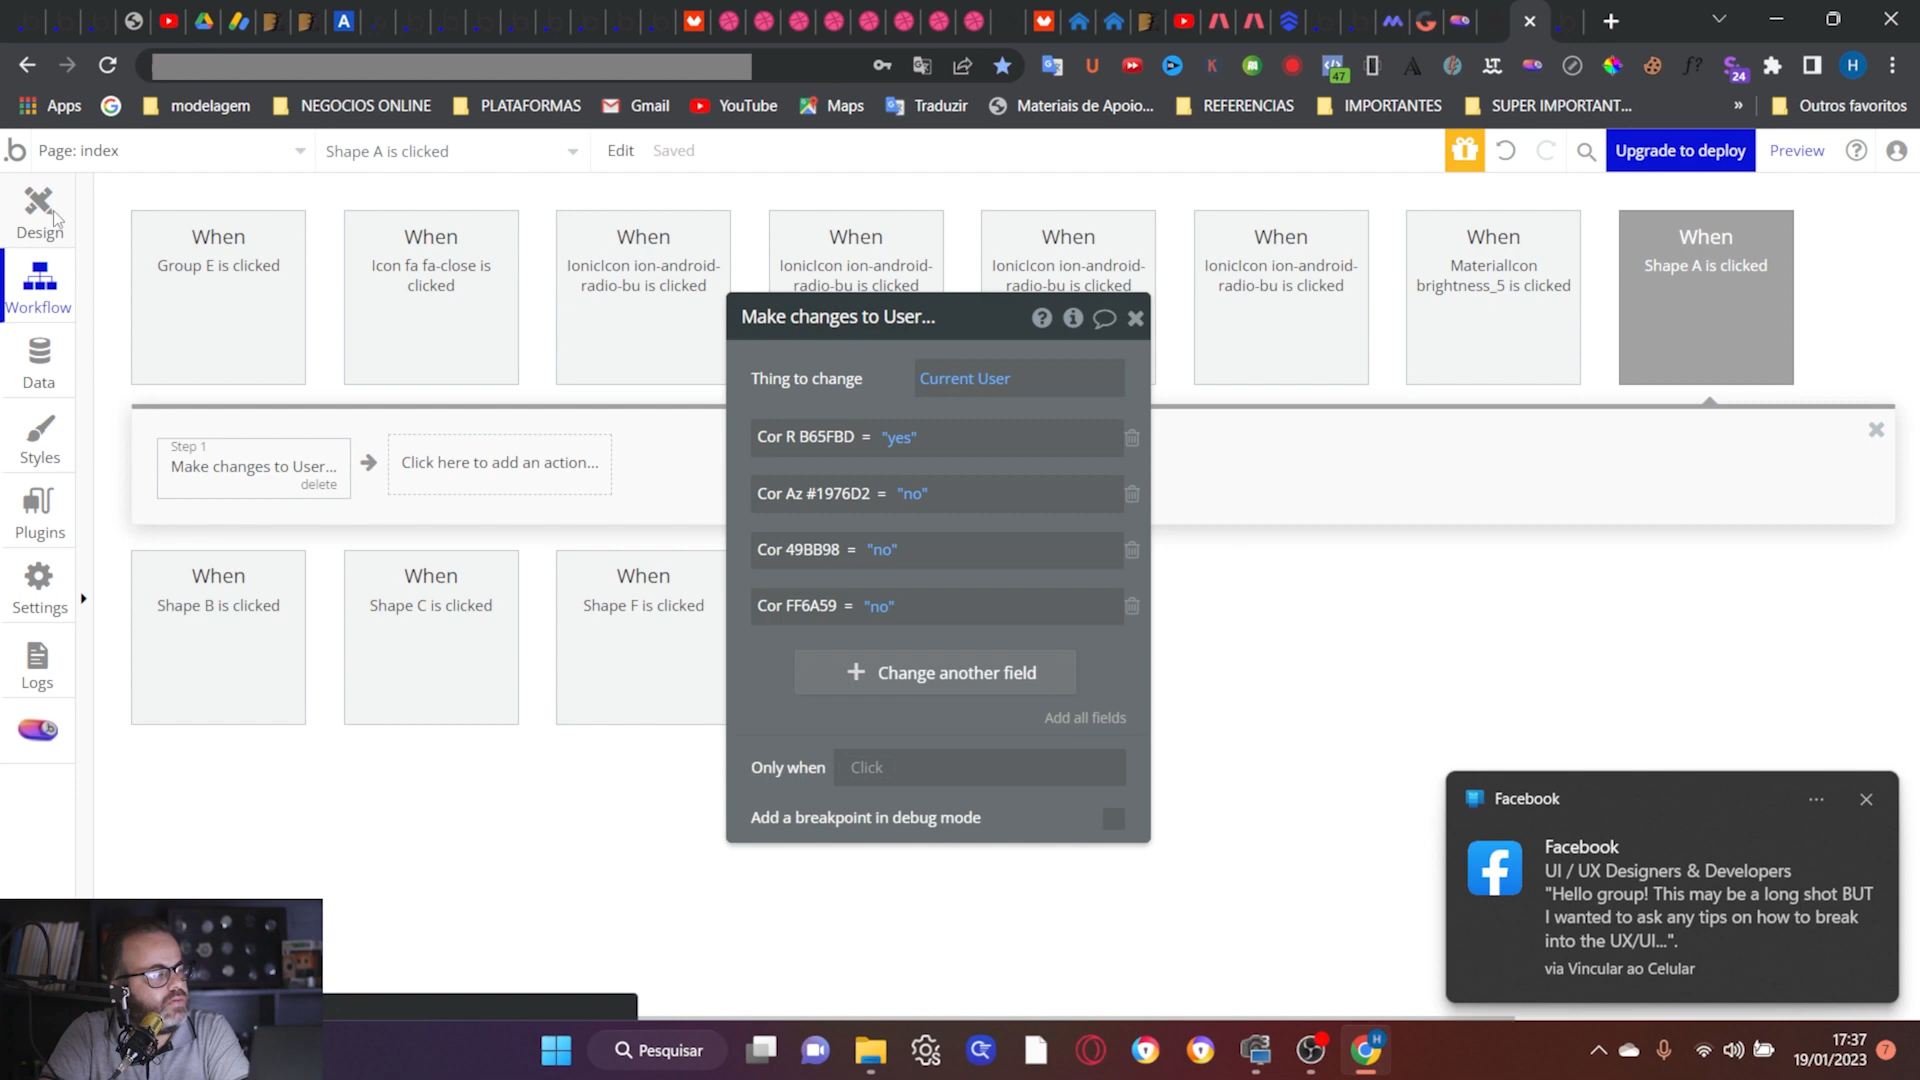 47
24
H
Apps
modelagem
NEGOCIOS ONLINE
PLATAFORMAS
Gmail
YouTube
Maps
Traduzir
Materiais de Apoio...
REFERENCIAS
IMPORTANTES
SUPER IMPORTANT...
»
Outros favoritos
.b Page: index
Shape A is clicked
Edit
Saved
Upgrade to deploy
Preview
Design
Workflow
Data
Styles
Plugins
Settings
Logs
When
Group E is clicked
When
Icon fa fa-close is
clicked
When
IonicIcon ion-android-
radio-bu is clicked
When
IonicIcon ion-android-
radio-bu is clicked
When
IonicIcon ion-android-
radio-bu is clicked
When
IonicIcon ion-android-
radio-bu is clicked
When
MaterialIcon
brightness_5 is clicked
When
Shape A is clicked
Step 1
Make changes to User...
delete
Click here to add an action...
When
Shape B is clicked
When
Shape C is clicked
When
Shape F is clicked
Make changes to User...
Thing to change
Current User
Cor R B65FBD = "yes"
Cor Az #1976D2 = "no"
Cor 49BB98 = "no"
Cor FF6A59 = "no"
+ Change another field
Add all fields
Only when
Click
Add a breakpoint in debug mode
Facebook
Facebook
UI / UX Designers & Developers
"Hello group! This may be a long shot BUT
I wanted to ask any tips on how to break
into the UX/UI...".
via Vincular ao Celular
Pesquisar
H
17:37
19/01/2023
7